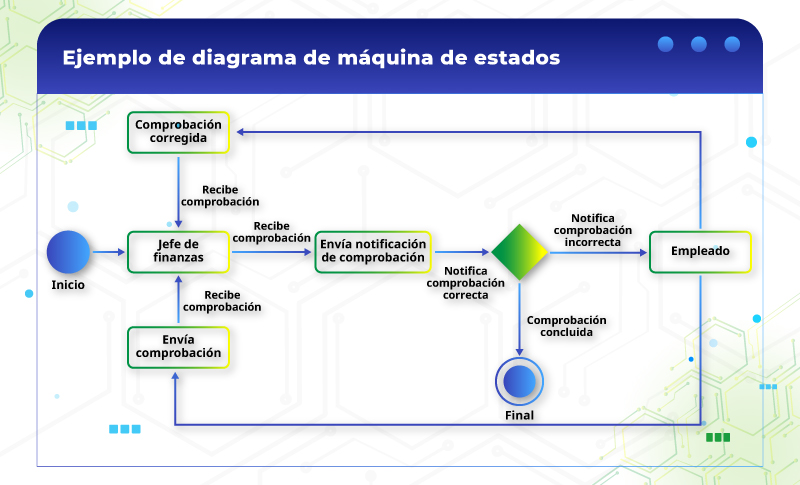 Ejemplo de diagrama de máquina de estados
Comprobación
corregida
Recibe
comprobación
Inicio
Jefe de
finanzas
Recibe
comprobación
Envía notificación
de comprobación
Notifica
comprobación
correcta
Notifica
comprobación
incorrecta
Empleado
Recibe
comprobación
Envía
comprobación
Comprobación
concluida
Final